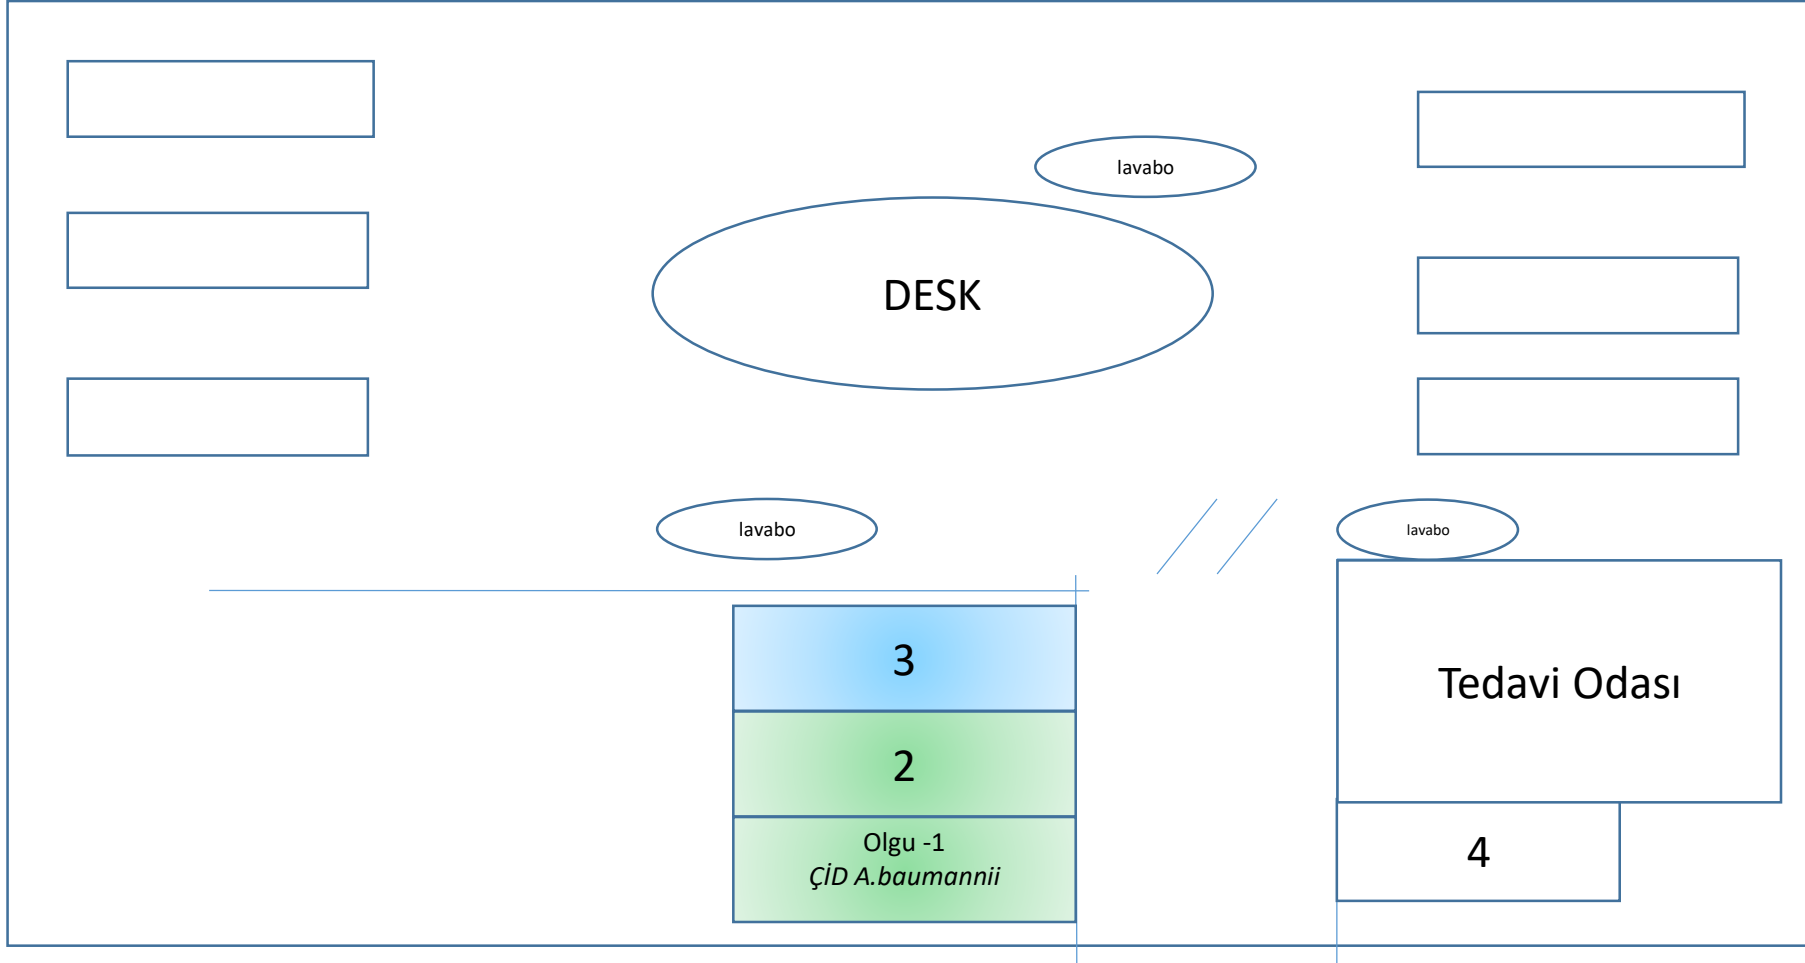 lavabo
DESK
lavabo
lavabo
3
Tedavi Odası
2
Olgu -1
ÇİD A.baumannii
4